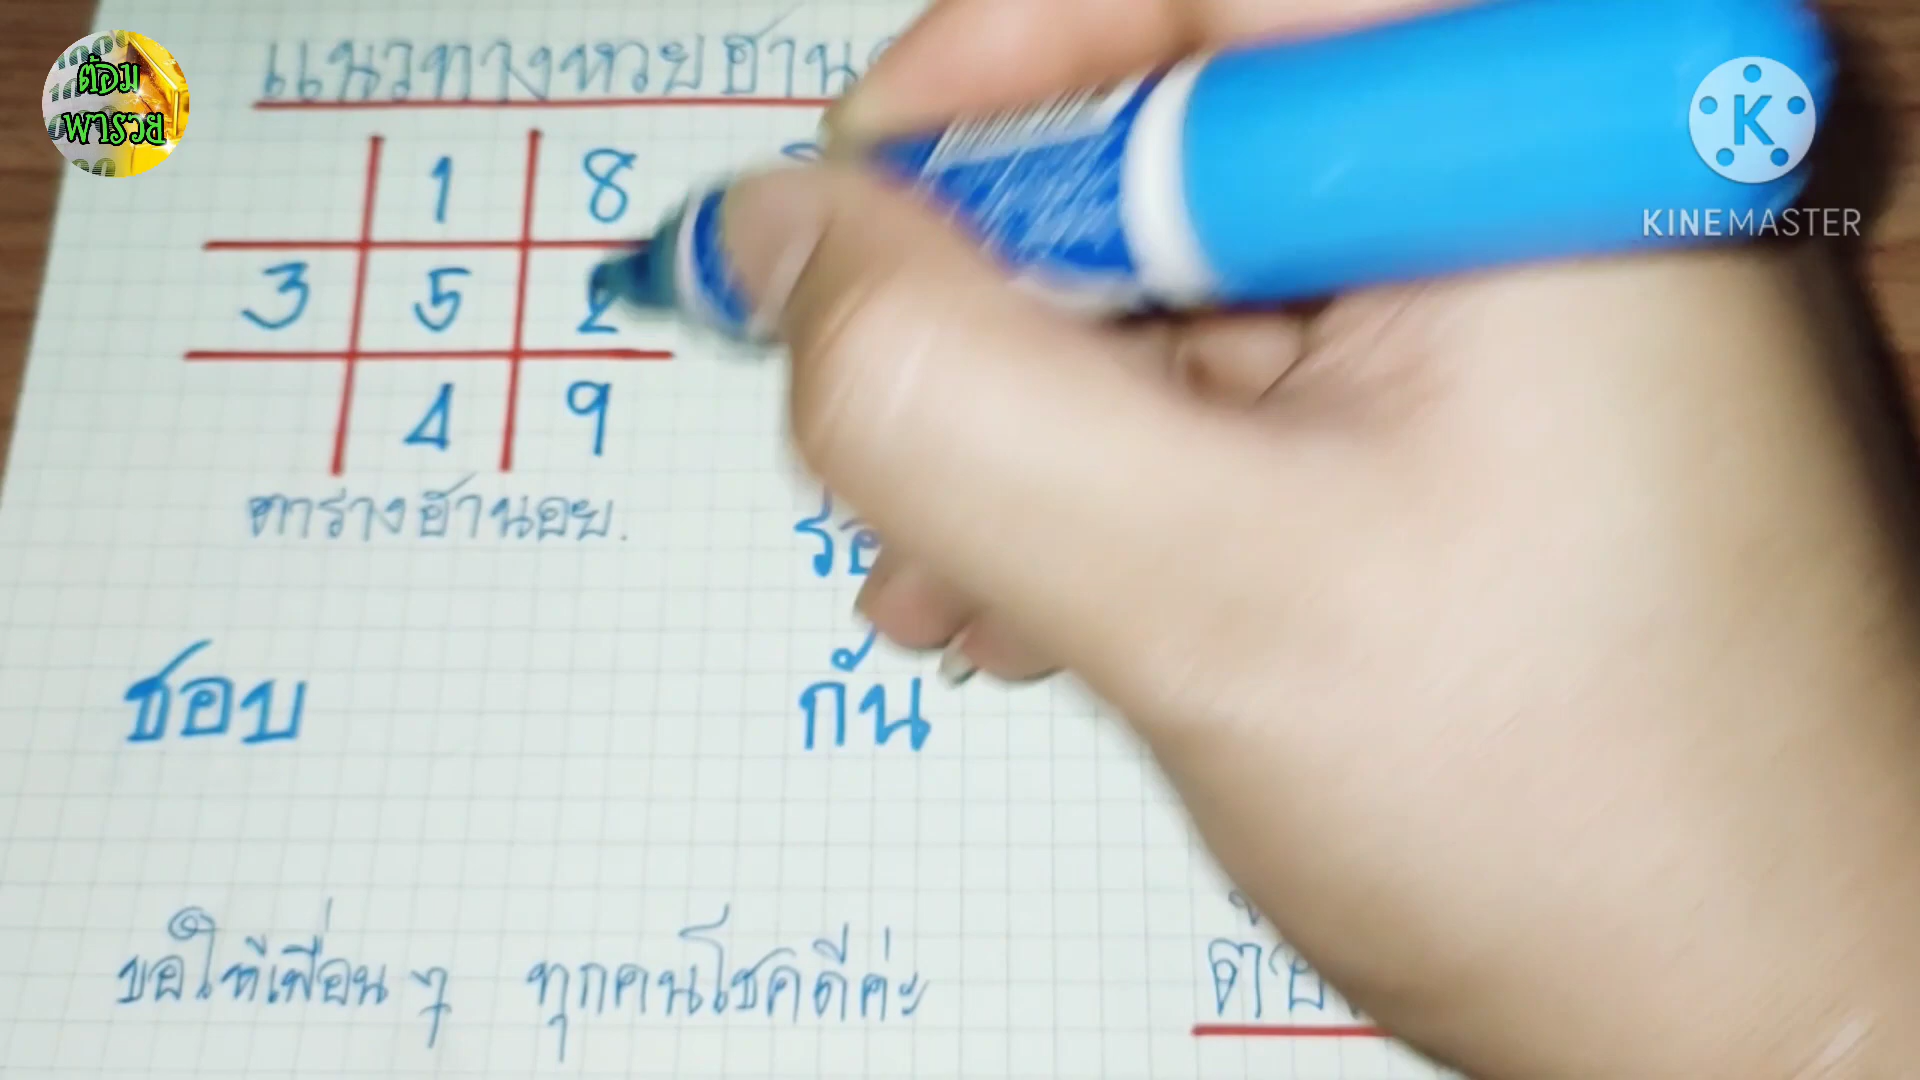 ต้อม
พารวย
KINEMASTER
แนวทางหวยฮาน
1 8
3 5 2
4 9
ตารางฮานอย.
ชอบ
กัน
ขอให้เพื่อน ๆ ทุกคนโชคดีค่ะ